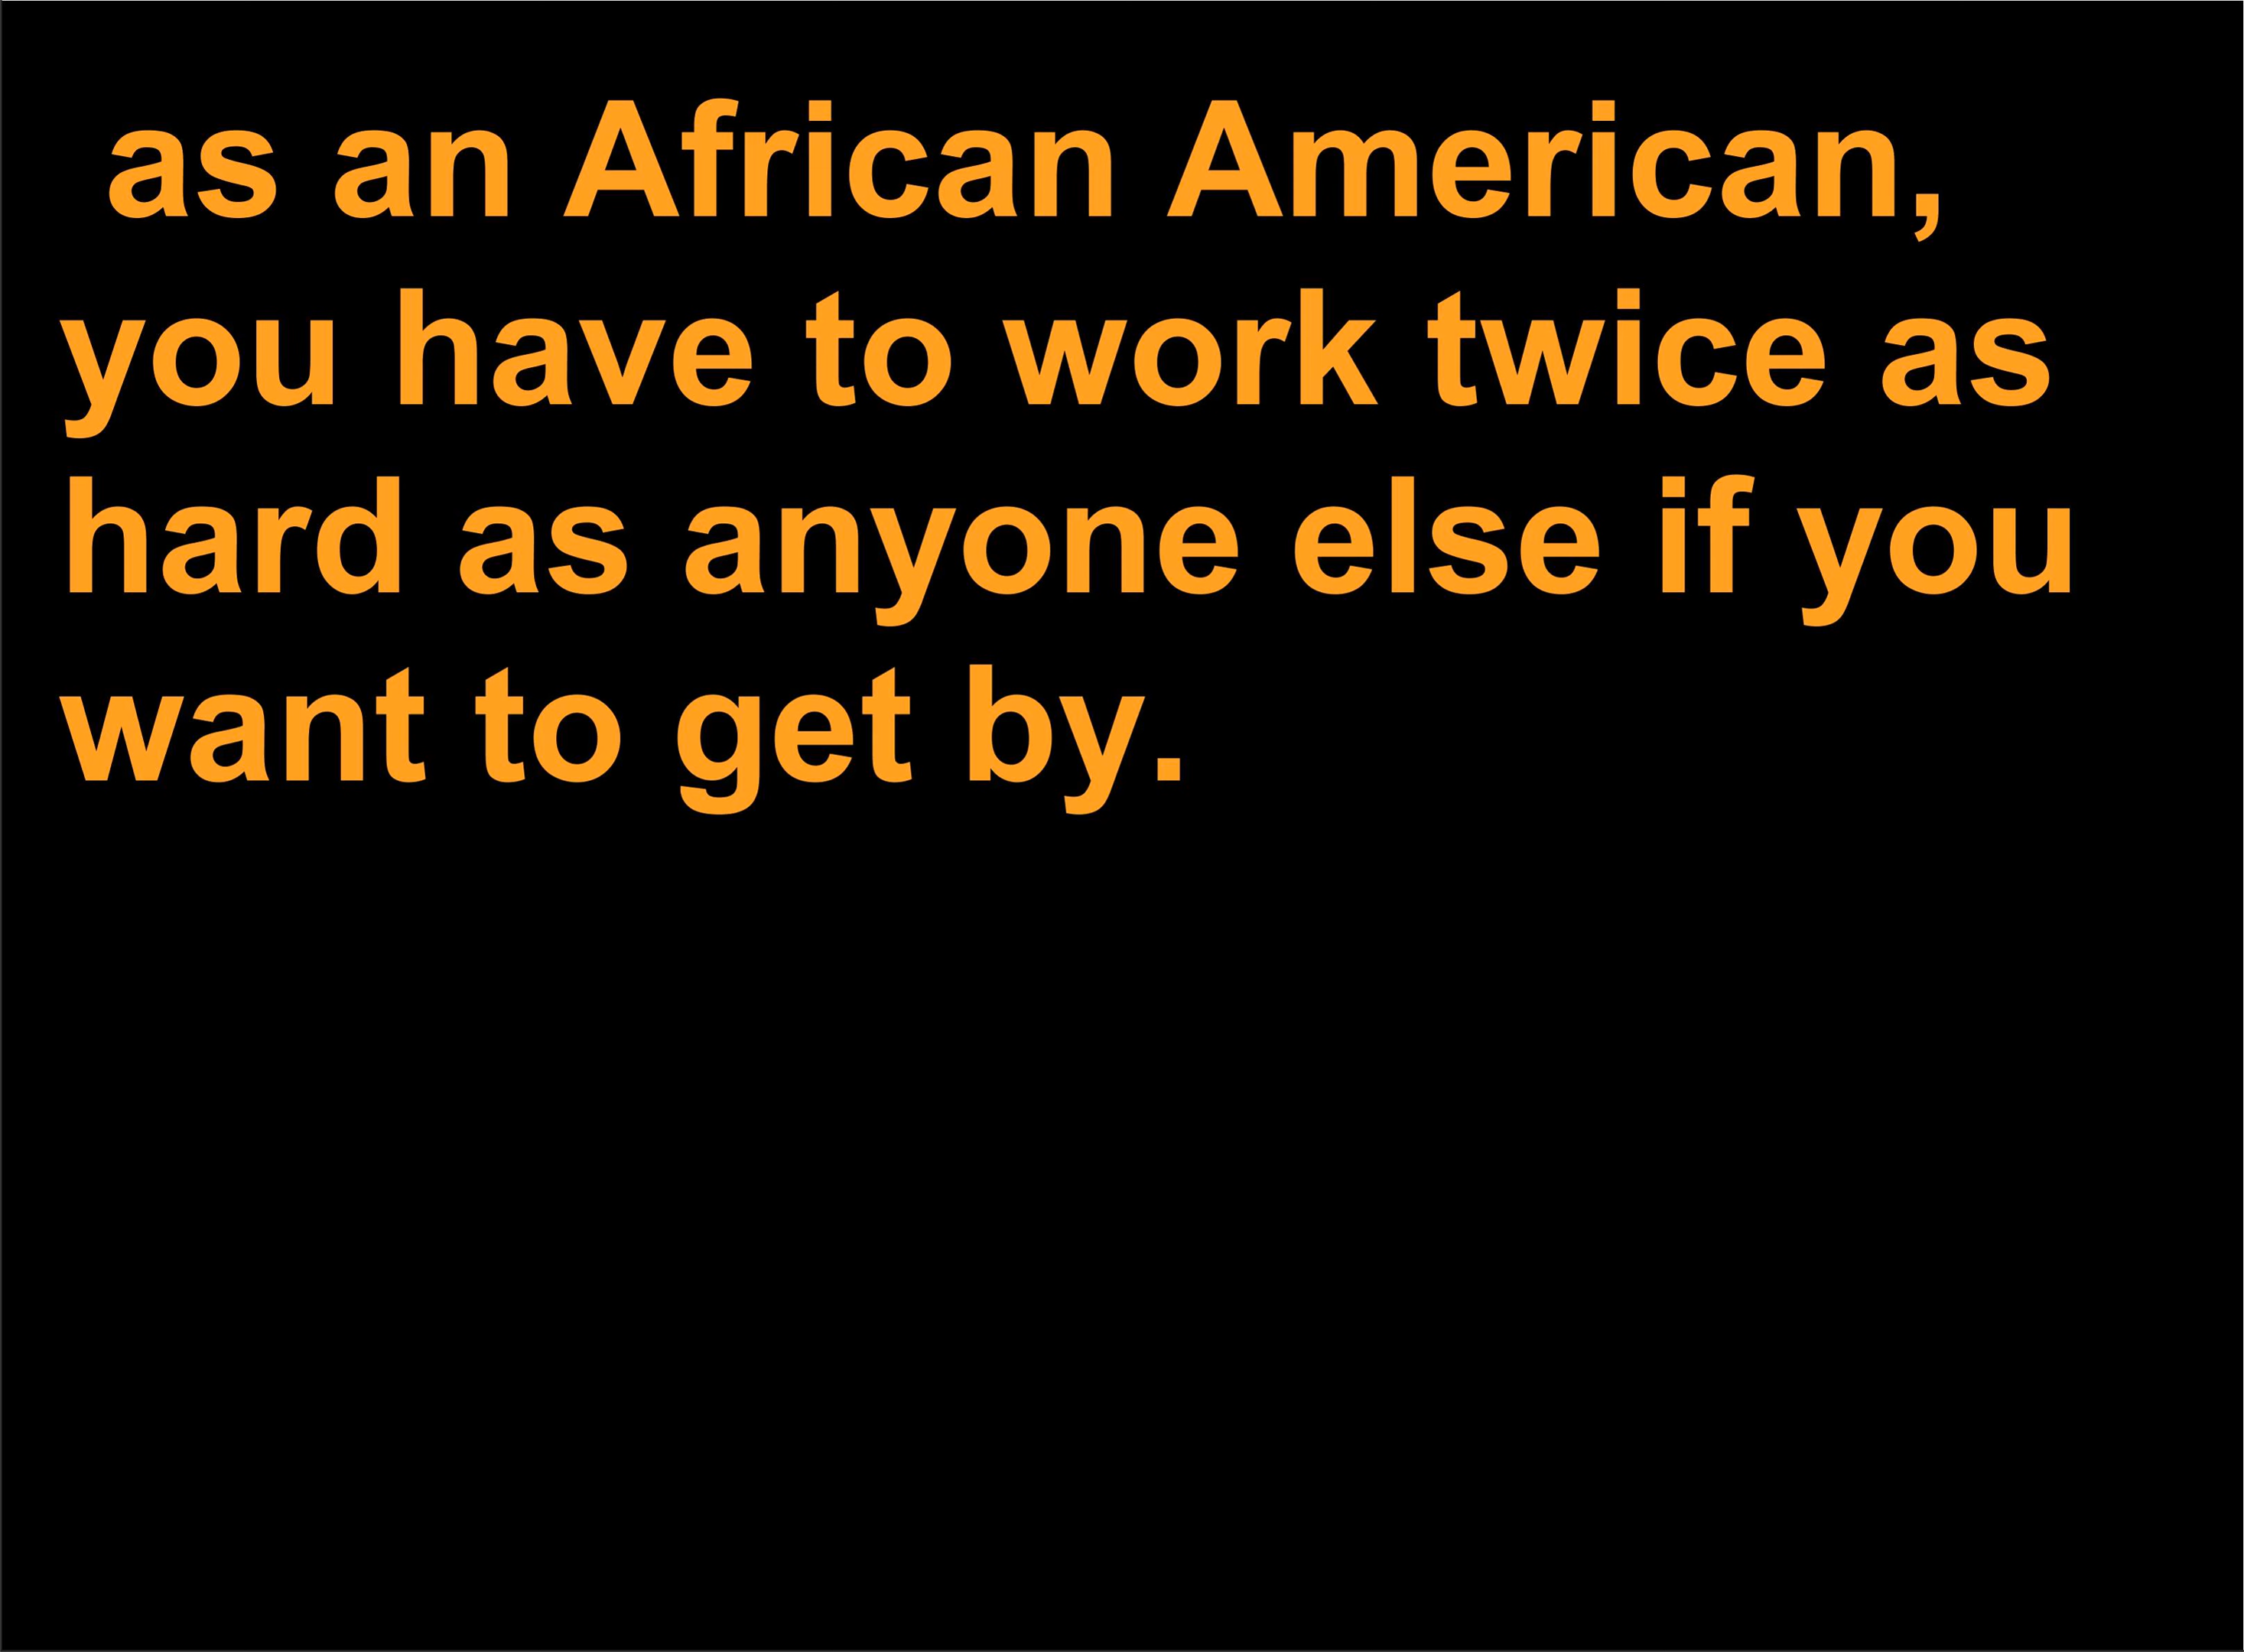 as an African American,
you have to work twice as
hard as anyone else if you
want to get by.